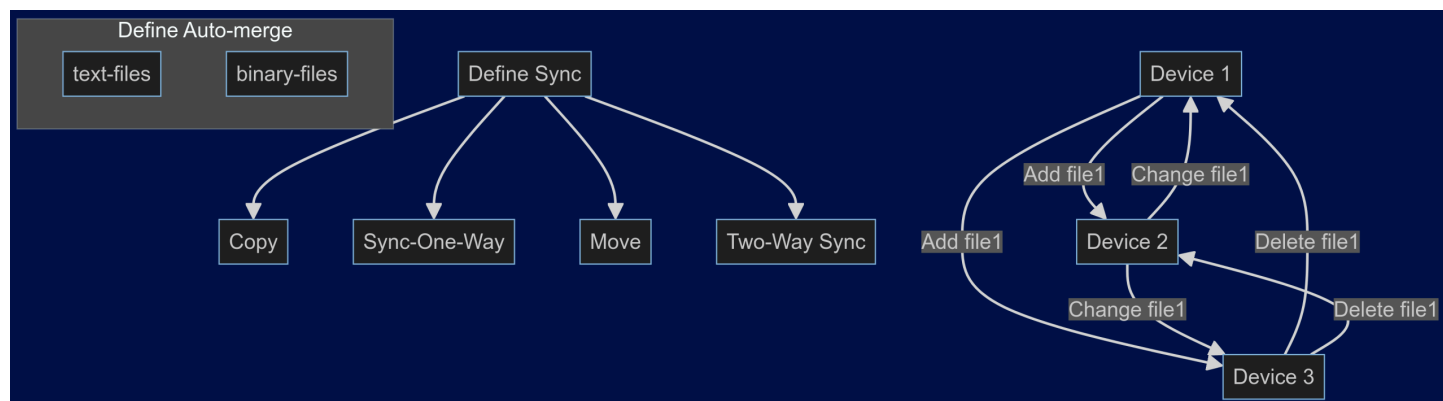 Define Auto-merge
text-files
binary-files
Define Sync
Copy
Sync-One-Way
Move
Two-Way Sync
Device 1
Add file1
Change file1
Add file1
Device 2
Delete file1
Change file1
Delete file1
Device 3